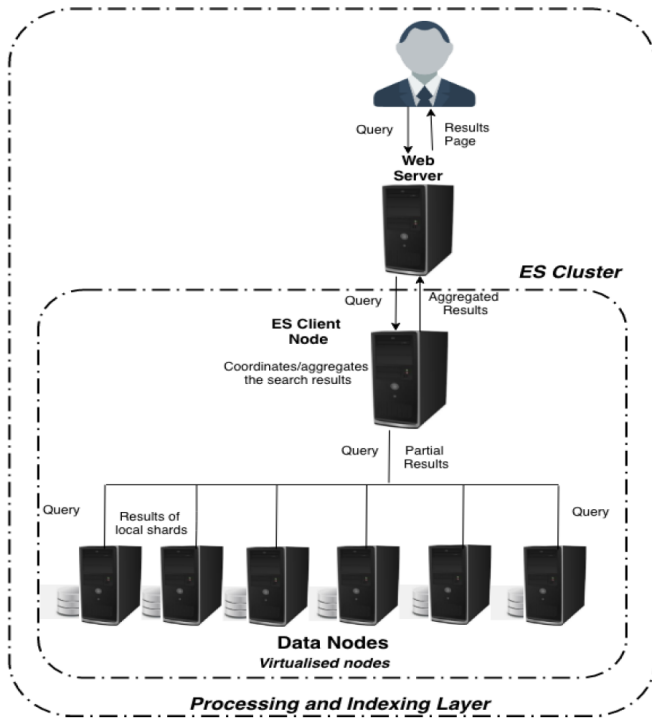 Query
Results
Page
Web
Server
ES Cluster
Query
Aggregated
Results
ES Client
Node
Coordinates/aggregates
the search results
Query
Partial
Results
Query
Results of
local shards
Query
Data Nodes
Virtualised nodes
Processing and Indexing Layer